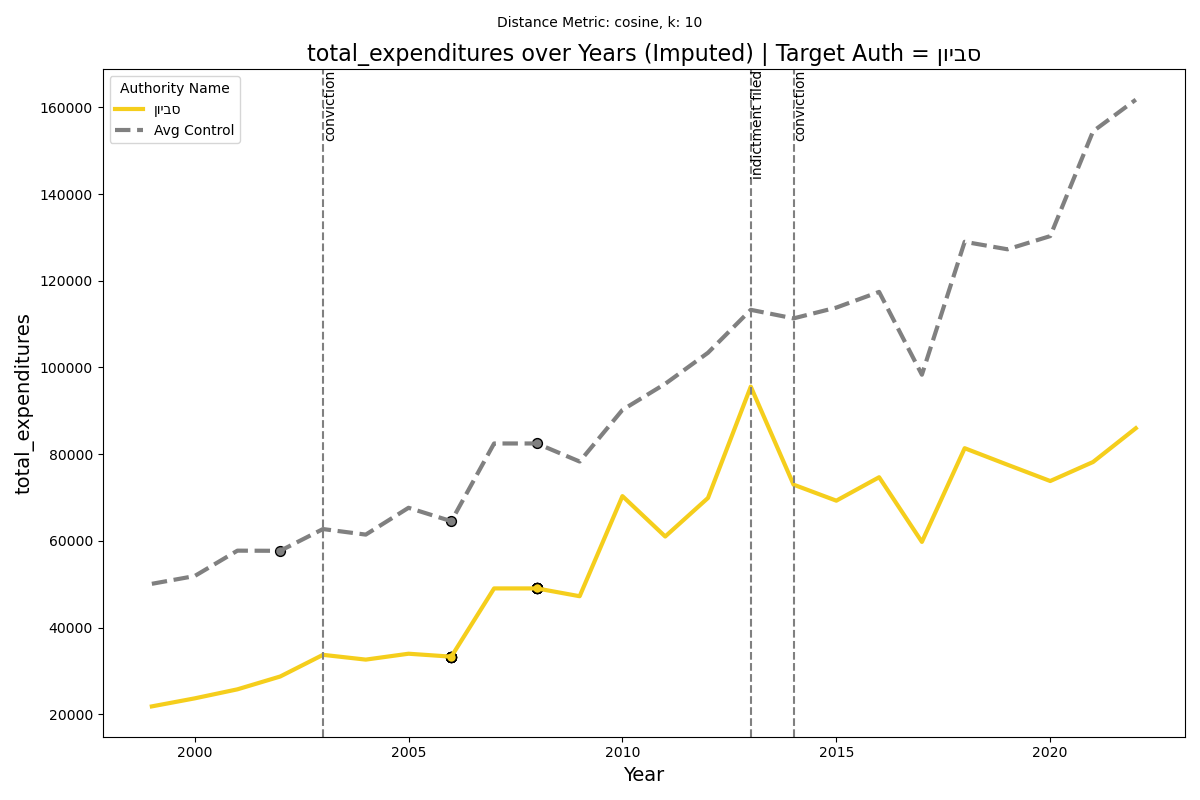 Distance Metric: cosine, k: 10
total_expenditures over Years (Imputed) | Target Auth = סביון
Authority Name
סביון
Avg Control
conviction
indictment filed
conviction
total_expenditures
160000
140000
120000
100000
80000
60000
40000
20000
2000
2005
2010
2015
2020
Year